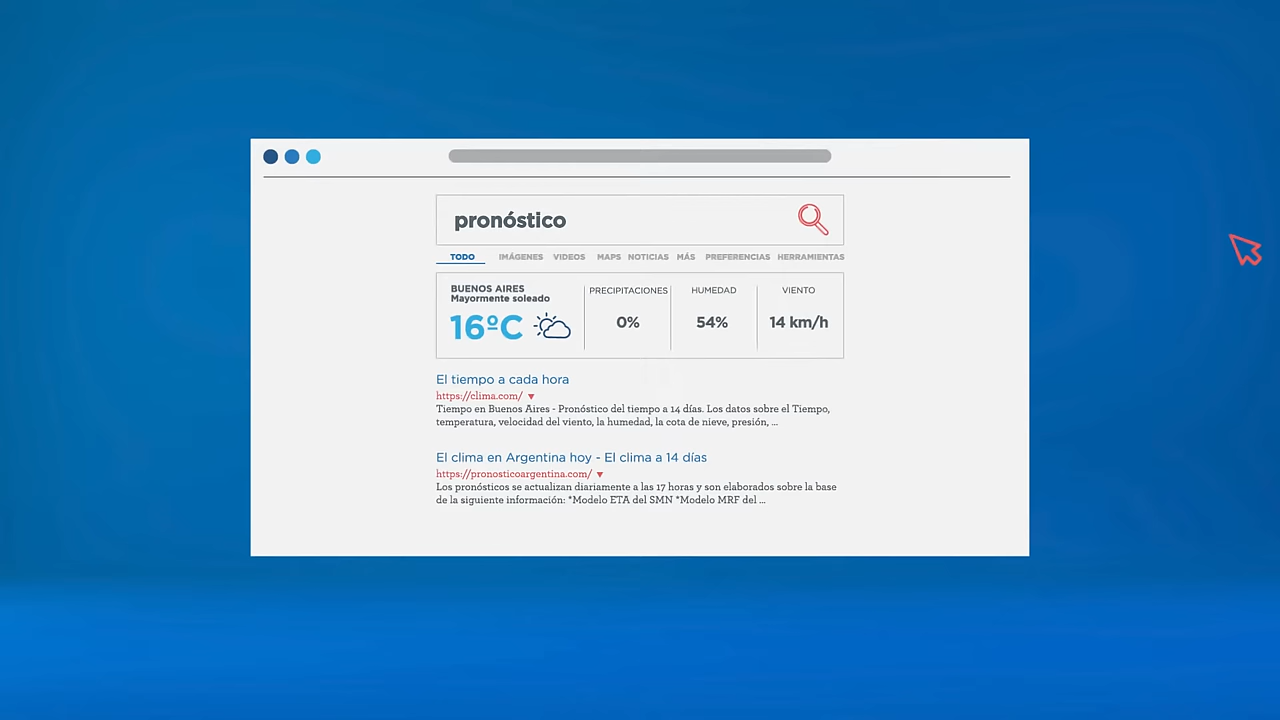 pronóstico
TODO IMÁGENES VIDEOS MAPS NOTICIAS MÁS PREFERENCIAS HERRAMIENTAS
BUENOS AIRES
Mayormente soleado
16ºC
PRECIPITACIONES
0%
HUMEDAD
54%
VIENTO
14 km/h
El tiempo a cada hora
https://clima.com/
Tiempo en Buenos Aires - Pronóstico del tiempo a 14 días. Los datos sobre el Tiempo,
temperatura, velocidad del viento, la humedad, la cota de nieve, presión, ...
El clima en Argentina hoy - El clima a 14 días
https://pronosticoargentina.com/
Los pronósticos se actualizan diariamente a las 17 horas y son elaborados sobre la base
de la siguiente información: *Modelo ETA del SMN *Modelo MRF del ...